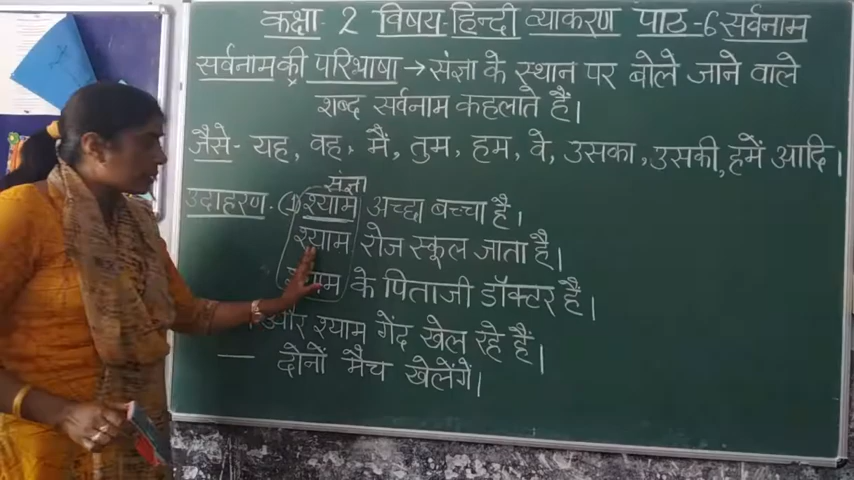 कक्षा - 2 विषय-हिन्दी व्याकरण पाठ-6 सर्वनाम
सर्वनाम की परिभाषा → संज्ञा के स्थान पर बोले जाने वाले
शब्द सर्वनाम कहलाते हैं।
जैसे - यह, वह, मैं, तुम, हम, वे, उसका, उसकी, हमें आदि।
संज्ञा
उदाहरण - (1) श्याम अच्छा बच्चा है।
श्याम रोज स्कूल जाता है।
के पिताजी डॉक्टर हैं।
और श्याम गेंद खेल रहे हैं।
— दोनों मैच खेलेंगे।